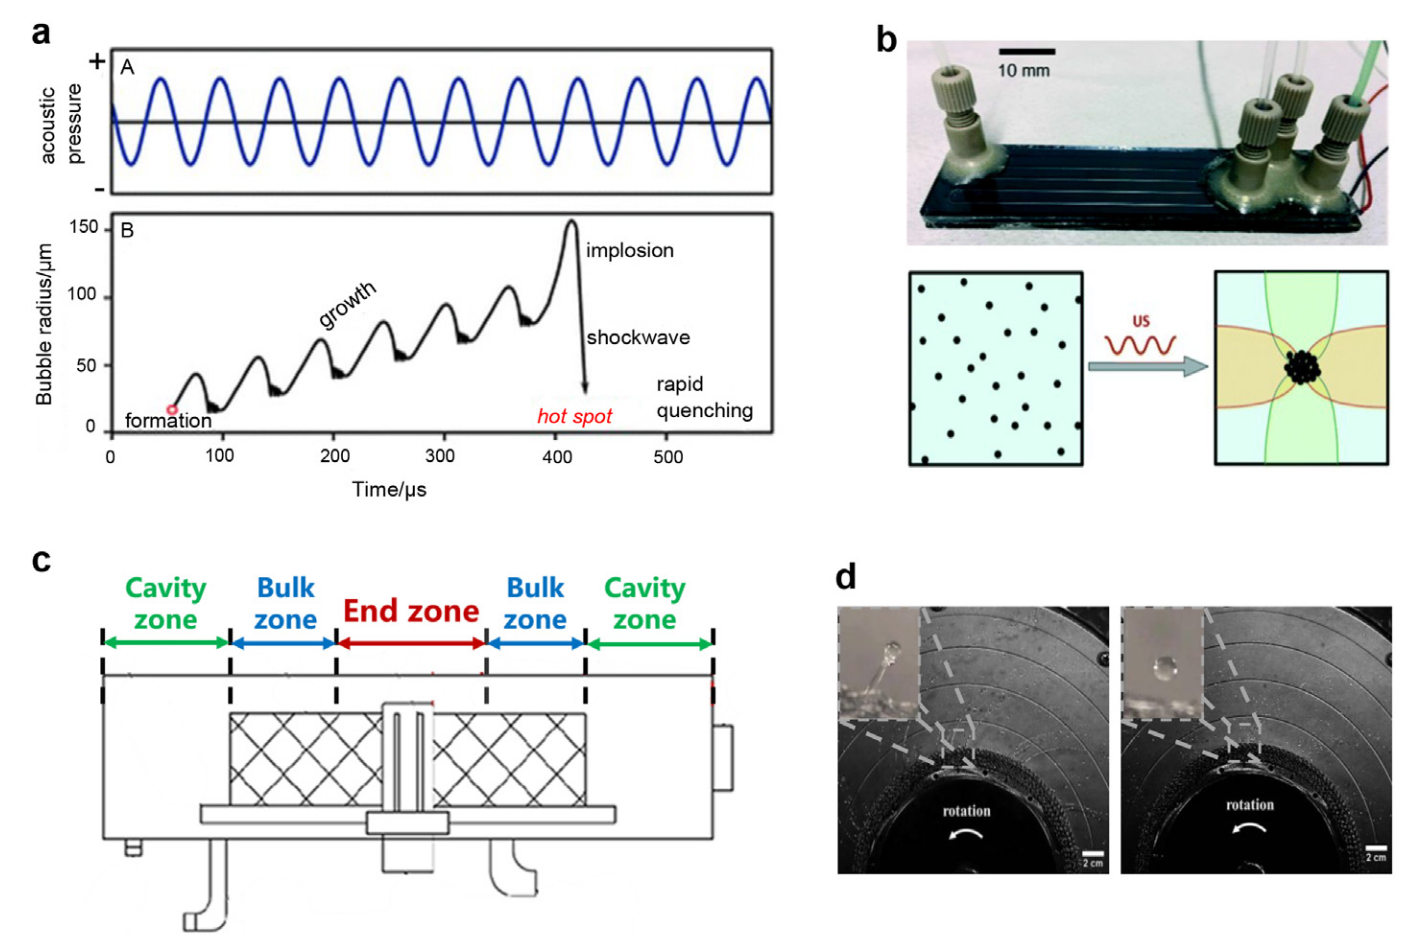 a
+
A
acoustic
pressure
-
150
B
100
50
0
Bubble radius/µm
growth
implosion
shockwave
rapid
quenching
hot spot
formation
0
100
200
300
400
500
Time/µs
b
10 mm
US
c
Cavity
zone
Bulk
zone
End zone
Bulk
zone
Cavity
zone
d
rotation
2 cm
rotation
2 cm